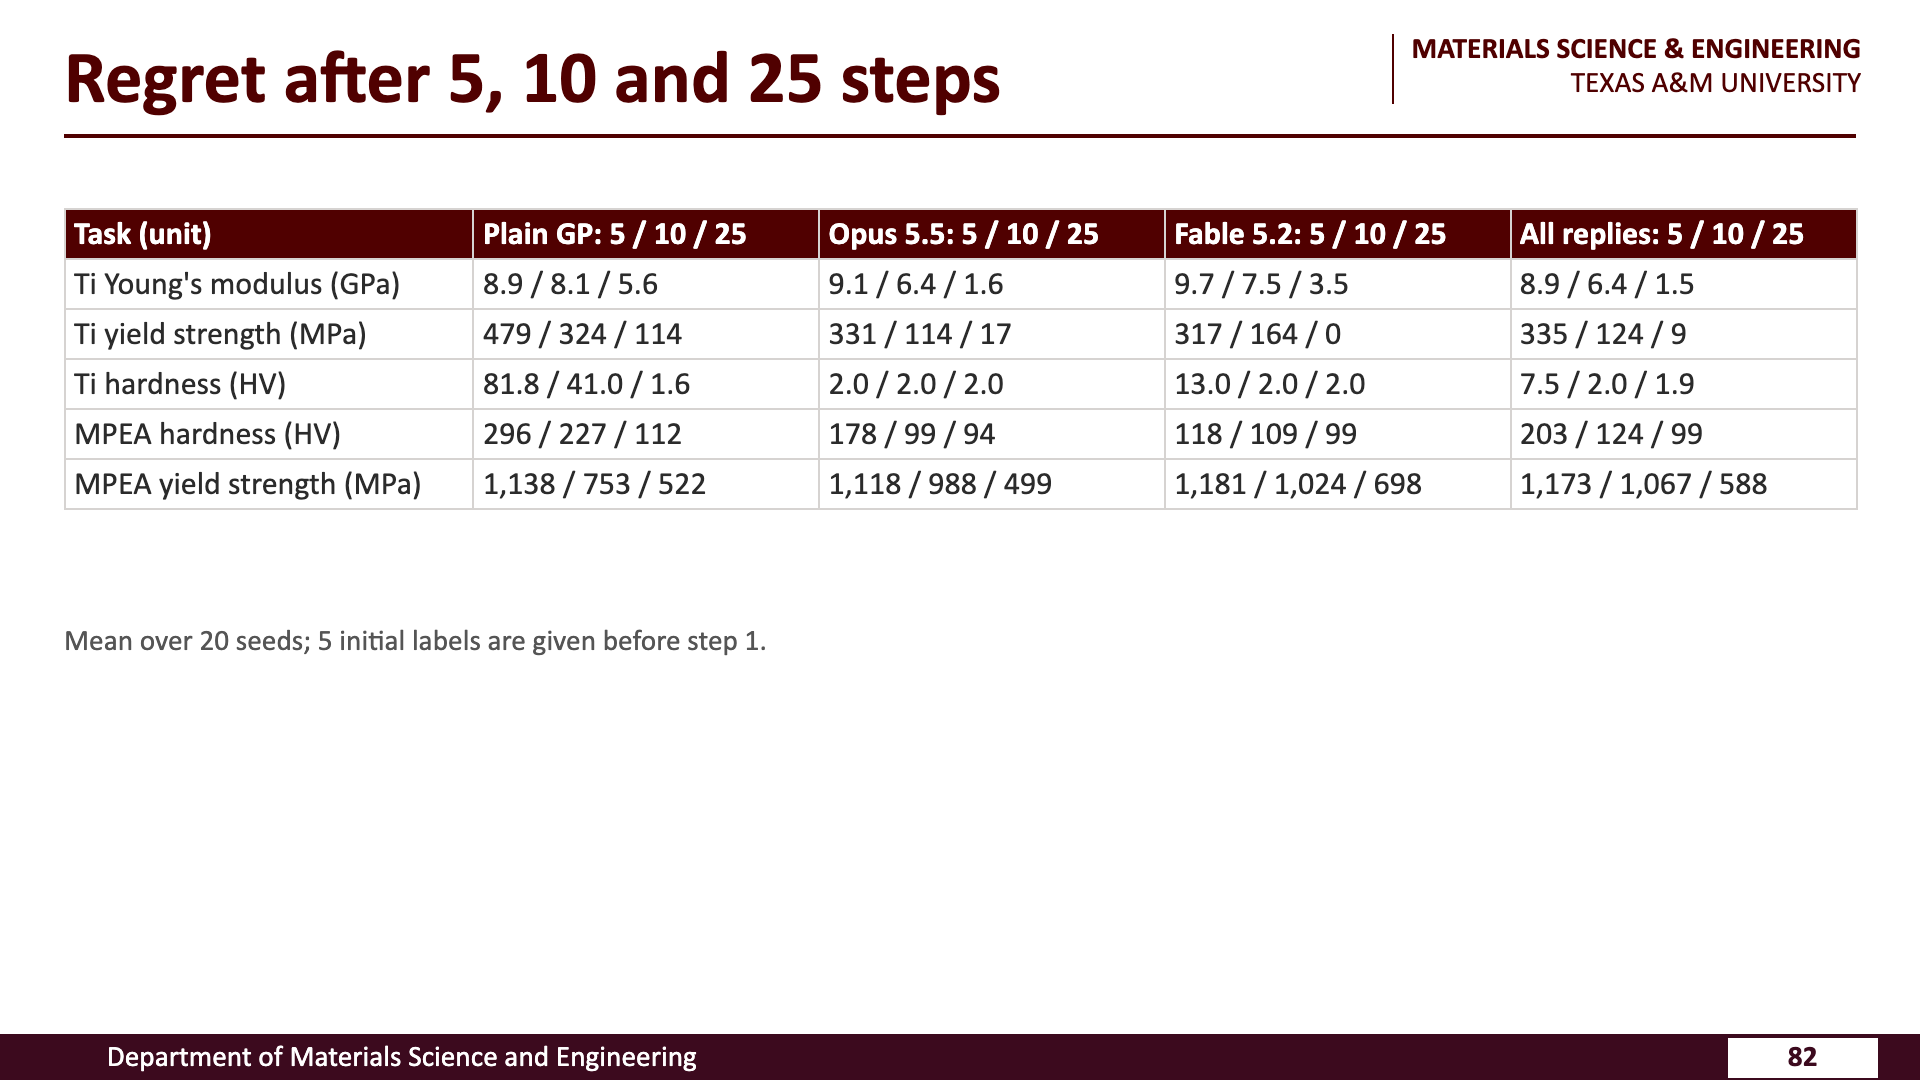 Regret after 5, 10 and 25 steps
MATERIALS SCIENCE & ENGINEERING
TEXAS A&M UNIVERSITY
Task (unit) Plain GP: 5 / 10 / 25 Opus 5.5: 5 / 10 / 25 Fable 5.2: 5 / 10 / 25 All replies: 5 / 10 / 25
Ti Young's modulus (GPa) 8.9 / 8.1 / 5.6 9.1 / 6.4 / 1.6 9.7 / 7.5 / 3.5 8.9 / 6.4 / 1.5
Ti yield strength (MPa) 479 / 324 / 114 331 / 114 / 17 317 / 164 / 0 335 / 124 / 9
Ti hardness (HV) 81.8 / 41.0 / 1.6 2.0 / 2.0 / 2.0 13.0 / 2.0 / 2.0 7.5 / 2.0 / 1.9
MPEA hardness (HV) 296 / 227 / 112 178 / 99 / 94 118 / 109 / 99 203 / 124 / 99
MPEA yield strength (MPa) 1,138 / 753 / 522 1,118 / 988 / 499 1,181 / 1,024 / 698 1,173 / 1,067 / 588
Mean over 20 seeds; 5 initial labels are given before step 1.
Department of Materials Science and Engineering
82